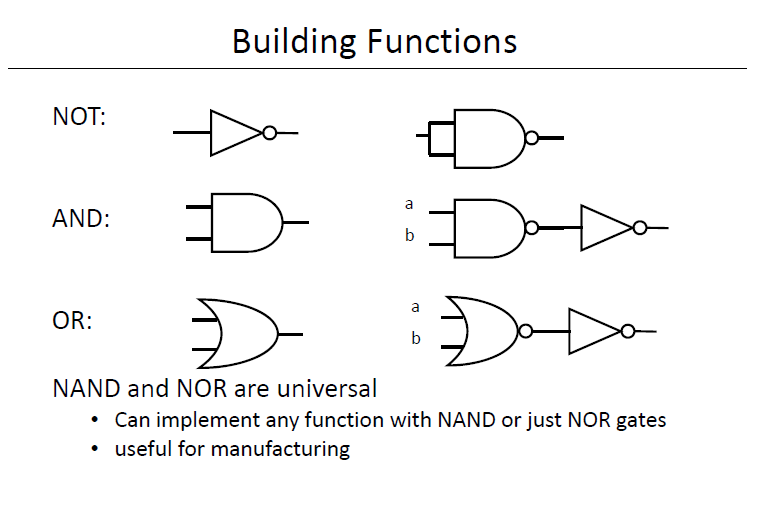 Building Functions
NOT:
AND:
a
b
OR:
a
b
NAND and NOR are universal
• Can implement any function with NAND or just NOR gates
• useful for manufacturing